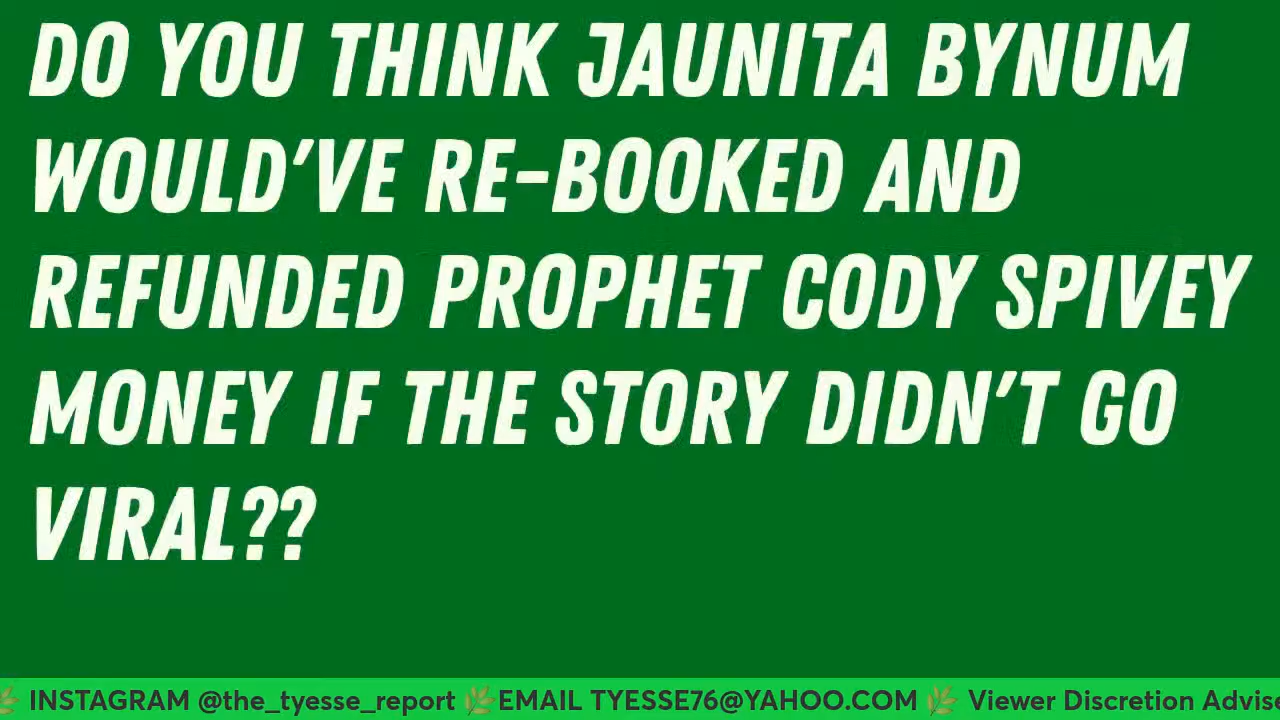 DO YOU THINK JAUNITA BYNUM
WOULD'VE RE-BOOKED AND
REFUNDED PROPHET CODY SPIVEY
MONEY IF THE STORY DIDN'T GO
VIRAL??
🌿 INSTAGRAM @the_tyesse_report 🌿EMAIL TYESSE76@YAHOO.COM 🌿 Viewer Discretion Advise